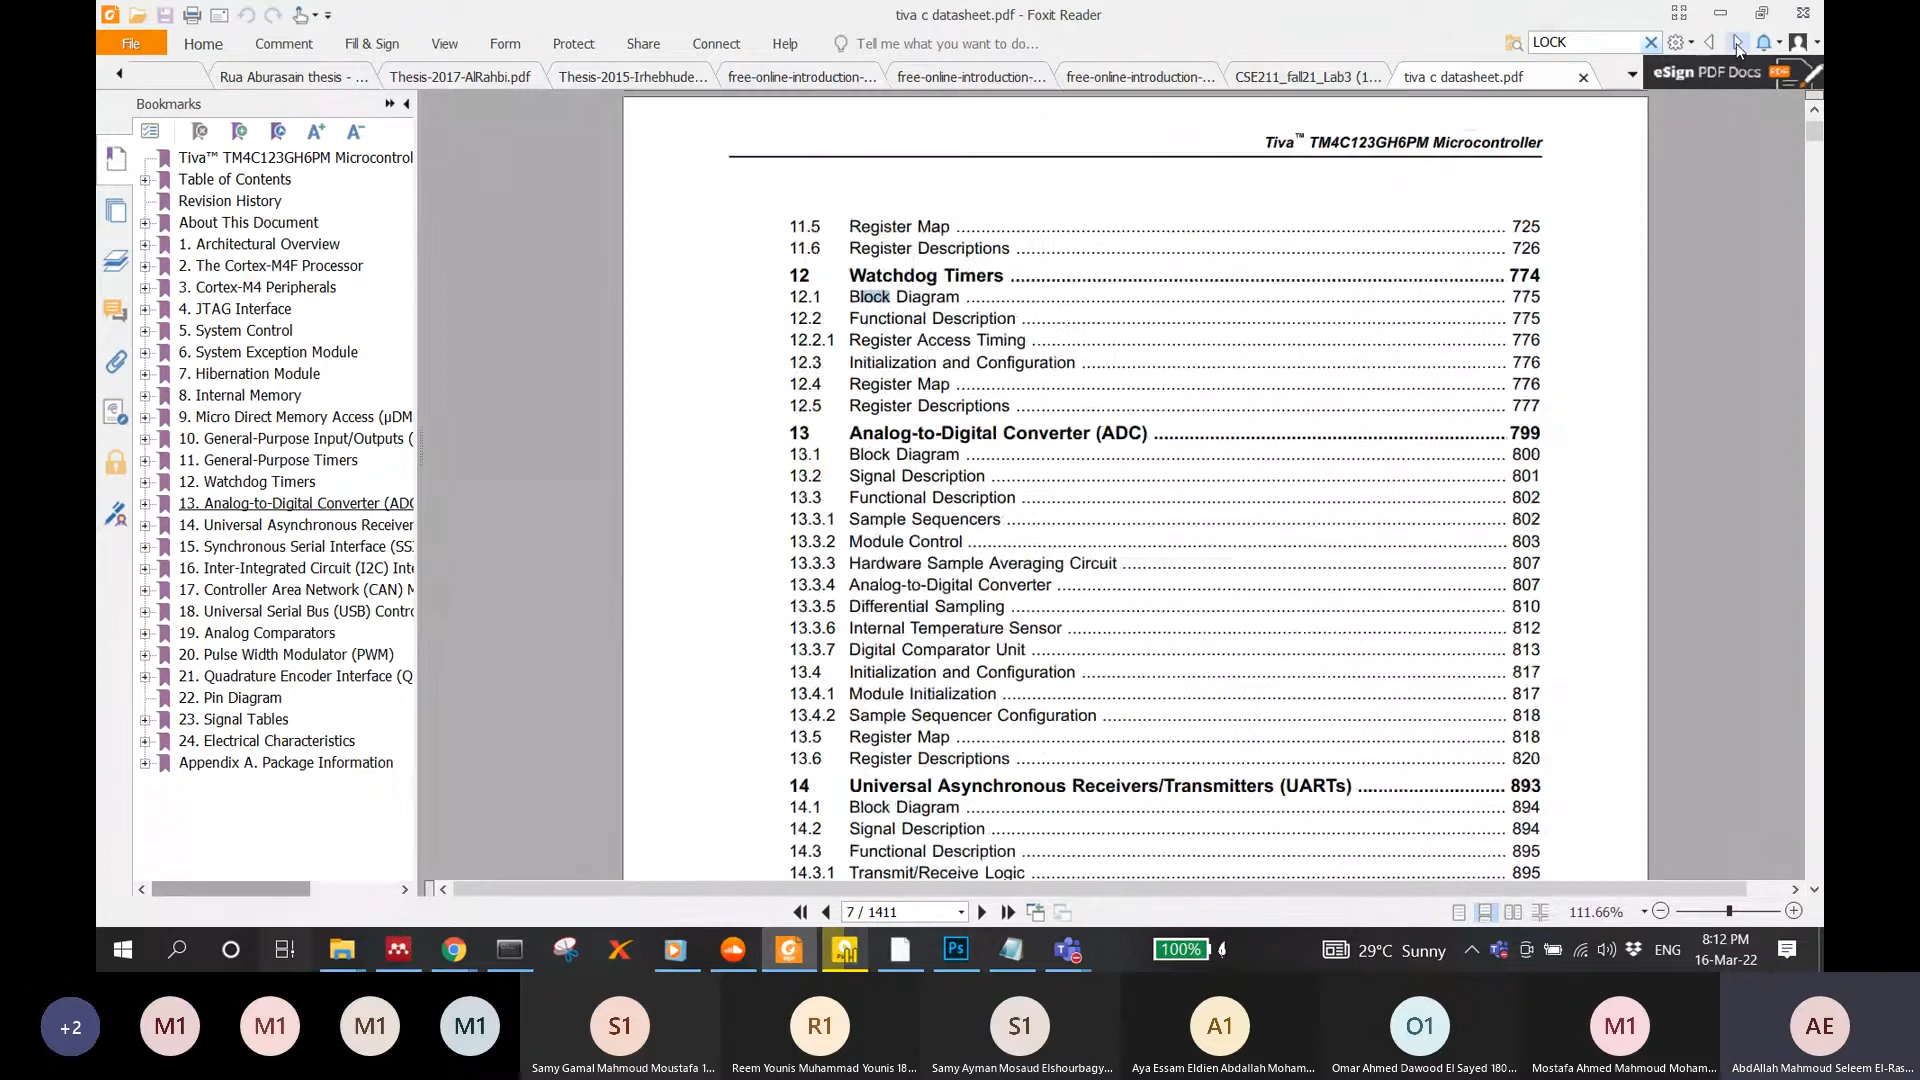 tiva c datasheet.pdf - Foxit Reader
File Home Comment Fill & Sign View Form Protect Share Connect Help Tell me what you want to do... LOCK
Rua Aburasain thesis - ... Thesis-2017-AlRahbi.pdf Thesis-2015-Irhebhude... free-online-introduction-... free-online-introduction-... free-online-introduction-... CSE211_fall21_Lab3 (1... tiva c datasheet.pdf eSign PDF Docs
Bookmarks
Tiva™ TM4C123GH6PM Microcontrol
Table of Contents
Revision History
About This Document
1. Architectural Overview
2. The Cortex-M4F Processor
3. Cortex-M4 Peripherals
4. JTAG Interface
5. System Control
6. System Exception Module
7. Hibernation Module
8. Internal Memory
9. Micro Direct Memory Access (µDM
10. General-Purpose Input/Outputs (
11. General-Purpose Timers
12. Watchdog Timers
13. Analog-to-Digital Converter (ADC
14. Universal Asynchronous Receiver
15. Synchronous Serial Interface (SS
16. Inter-Integrated Circuit (I2C) Int
17. Controller Area Network (CAN) M
18. Universal Serial Bus (USB) Contr
19. Analog Comparators
20. Pulse Width Modulator (PWM)
21. Quadrature Encoder Interface (Q
22. Pin Diagram
23. Signal Tables
24. Electrical Characteristics
Appendix A. Package Information
Tiva™ TM4C123GH6PM Microcontroller
11.5 Register Map 725
11.6 Register Descriptions 726
12 Watchdog Timers 774
12.1 Block Diagram 775
12.2 Functional Description 775
12.2.1 Register Access Timing 776
12.3 Initialization and Configuration 776
12.4 Register Map 776
12.5 Register Descriptions 777
13 Analog-to-Digital Converter (ADC) 799
13.1 Block Diagram 800
13.2 Signal Description 801
13.3 Functional Description 802
13.3.1 Sample Sequencers 802
13.3.2 Module Control 803
13.3.3 Hardware Sample Averaging Circuit 807
13.3.4 Analog-to-Digital Converter 807
13.3.5 Differential Sampling 810
13.3.6 Internal Temperature Sensor 812
13.3.7 Digital Comparator Unit 813
13.4 Initialization and Configuration 817
13.4.1 Module Initialization 817
13.4.2 Sample Sequencer Configuration 818
13.5 Register Map 818
13.6 Register Descriptions 820
14 Universal Asynchronous Receivers/Transmitters (UARTs) 893
14.1 Block Diagram 894
14.2 Signal Description 894
14.3 Functional Description 895
14.3.1 Transmit/Receive Logic 895
7 / 1411
111.66%
100% 29°C Sunny ENG 8:12 PM
16-Mar-22
+2 M1 M1 M1 M1 S1 R1 S1 A1 O1 M1 AE
Samy Gamal Mahmoud Moustafa 1... Reem Younis Muhammad Younis 18... Samy Ayman Mosaud Elshourbagy... Aya Essam Eldien Abdallah Moham... Omar Ahmed Dawood El Sayed 180... Mostafa Ahmed Mahmoud Moham... AbdAllah Mahmoud Seleem El-Ras...